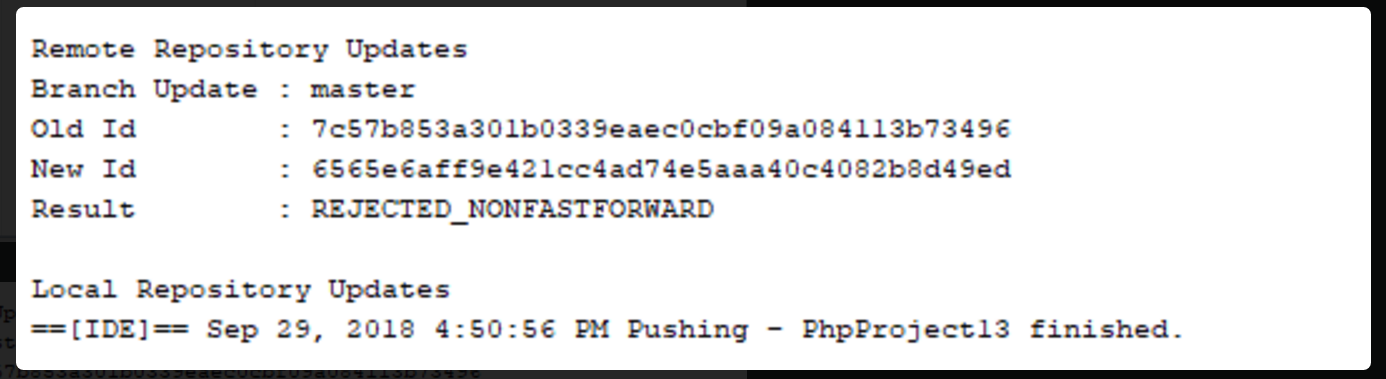 Remote Repository Updates
Branch Update : master
Old Id : 7c57b853a301b0339eaec0cbf09a084113b73496
New Id : 6565e6aff9e421cc4ad74e5aaa40c4082b8d49ed
Result : REJECTED_NONFASTFORWARD
Local Repository Updates
==[IDE]== Sep 29, 2018 4:50:56 PM Pushing - PhpProject13 finished.